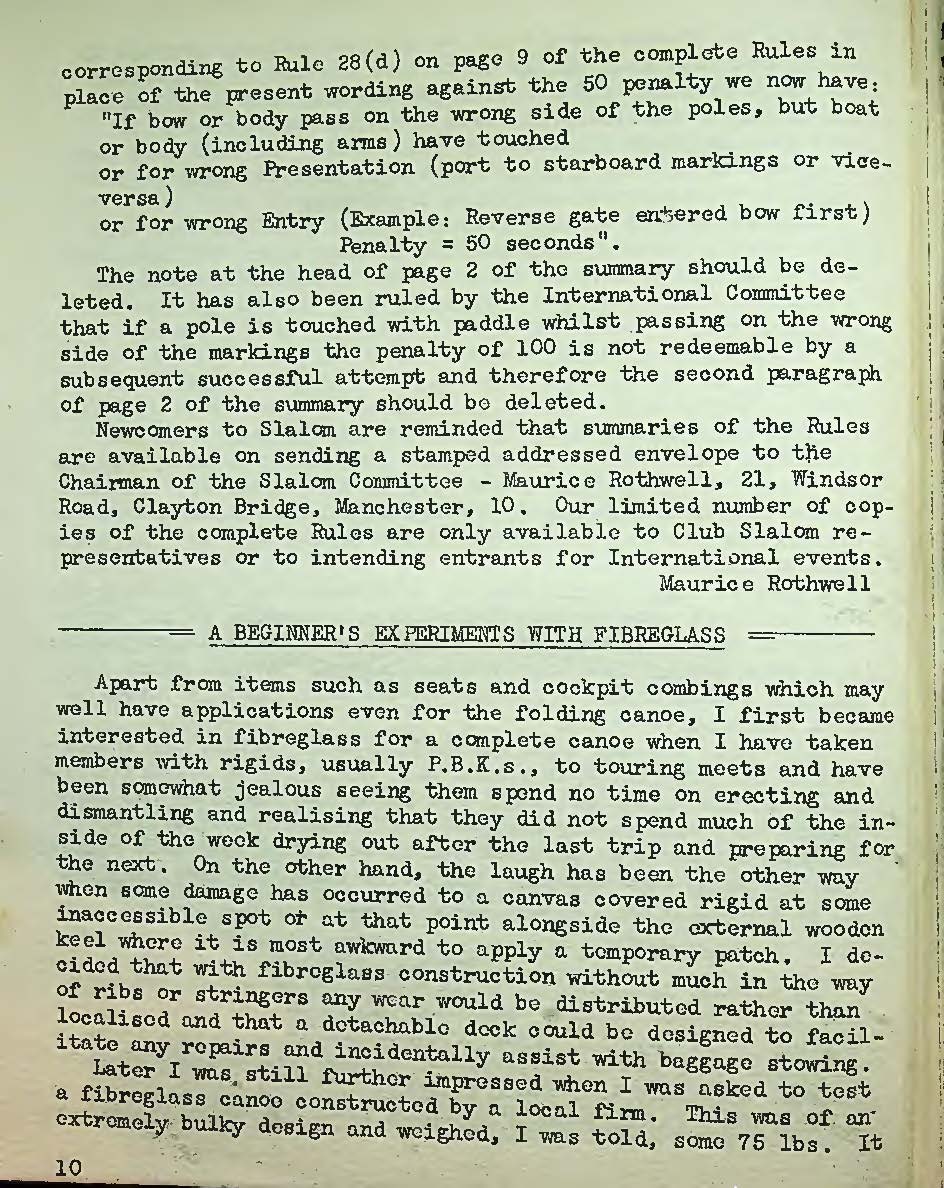 corresponding to Rule 28(d) on page 9 of the complete Rules in
place of the present wording against the 50 penalty we now have:
"If bow or body pass on the wrong side of the poles, but boat
or body (including arms) have touched
or for wrong Presentation (port to starboard markings or vice-
versa)
or for wrong Entry (Example: Reverse gate entered bow first)
Penalty = 50 seconds".
The note at the head of page 2 of the summary should be de-
leted. It has also been ruled by the International Committee
that if a pole is touched with paddle whilst passing on the wrong
side of the markings the penalty of 100 is not redeemable by a
subsequent successful attempt and therefore the second paragraph
of page 2 of the summary should be deleted.
Newcomers to Slalom are reminded that summaries of the Rules
are available on sending a stamped addressed envelope to the
Chairman of the Slalom Committee - Maurice Rothwell, 21, Windsor
Road, Clayton Bridge, Manchester, 10. Our limited number of cop-
ies of the complete Rules are only available to Club Slalom re-
presentatives or to intending entrants for International events.
Maurice Rothwell
A BEGINNER'S EXPERIMENTS WITH FIBREGLASS
Apart from items such as seats and cockpit combings which may
well have applications even for the folding canoe, I first became
interested in fibreglass for a complete canoe when I have taken
members with rigids, usually P.B.K.s., to touring meets and have
been somewhat jealous seeing them spend no time on erecting and
dismantling and realising that they did not spend much of the in-
side of the week drying out after the last trip and preparing for
the next. On the other hand, the laugh has been the other way
when some damage has occurred to a canvas covered rigid at some
inaccessible spot or at that point alongside the external wooden
keel where it is most awkward to apply a temporary patch. I de-
cided that with fibreglass construction without much in the way
of ribs or stringers any wear would be distributed rather than
localised and that a detachable deck could be designed to facil-
itate any repairs and incidentally assist with baggage stowing.
Later I was still further impressed when I was asked to test
a fibreglass canoe constructed by a local firm. This was of an
extremely bulky design and weighed, I was told, some 75 lbs. It
10